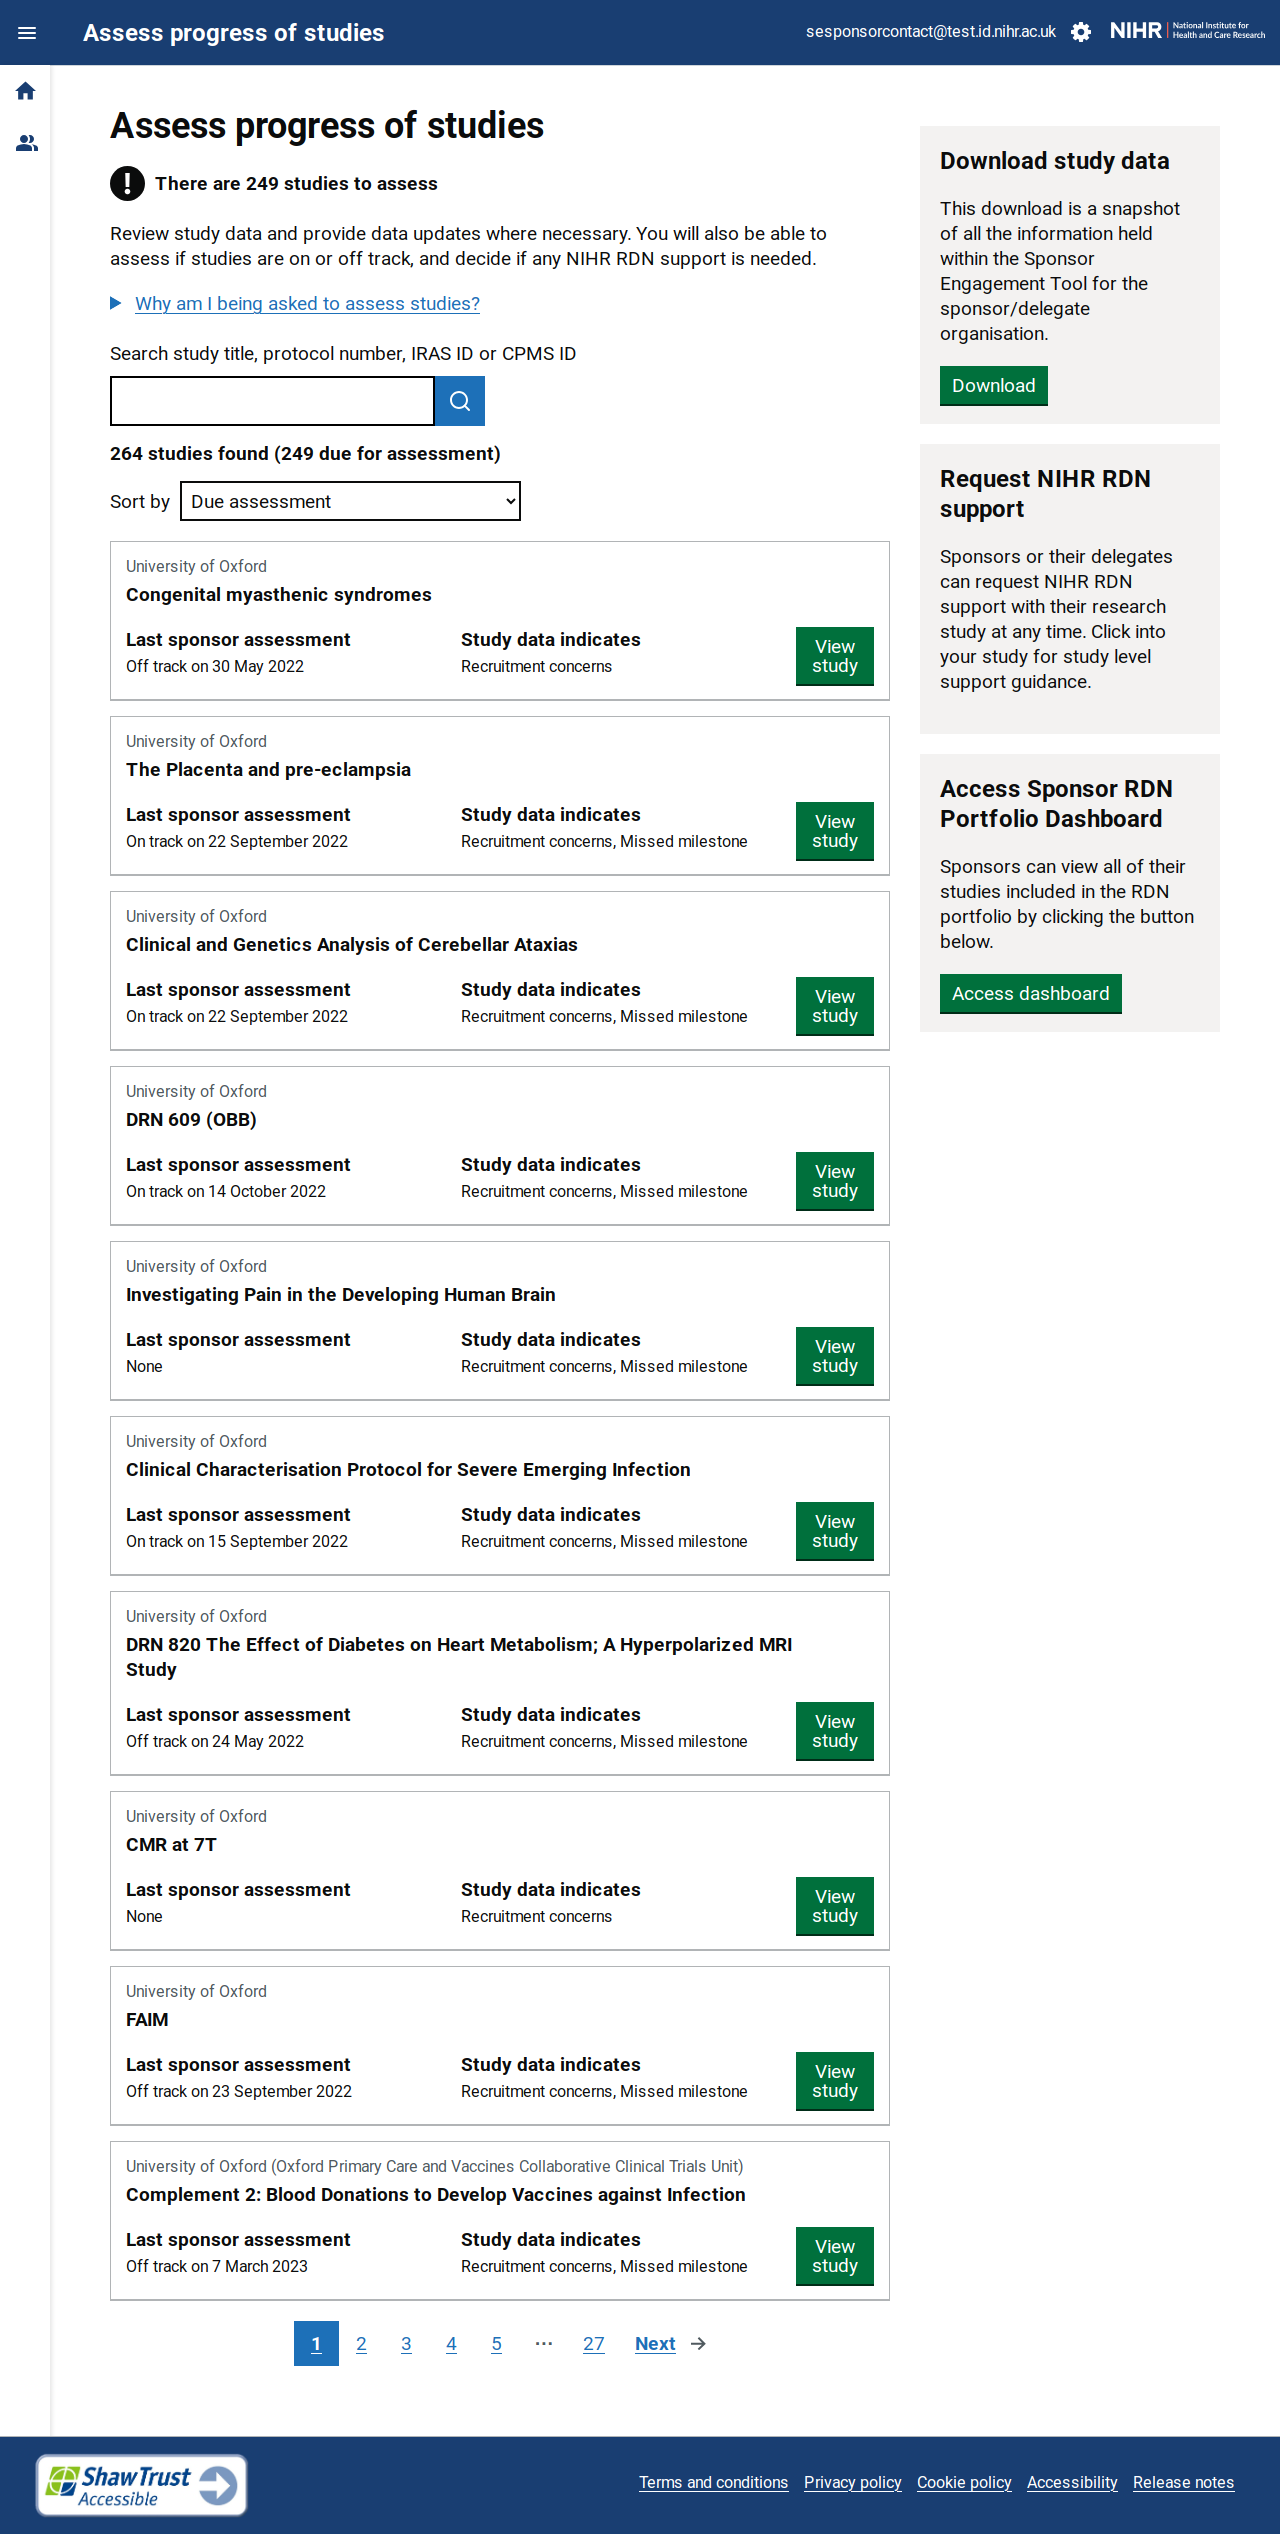 Assess progress of studies
sesponsorcontact@test.id.nihr.ac.uk
NIHR
National Institute for
Health and Care Research
Assess progress of studies
!
There are 249 studies to assess
Review study data and provide data updates where necessary. You will also be able to
assess if studies are on or off track, and decide if any NIHR RDN support is needed.
Why am I being asked to assess studies?
Search study title, protocol number, IRAS ID or CPMS ID
264 studies found (249 due for assessment)
Sort by
Due assessment
University of Oxford
Congenital myasthenic syndromes
Last sponsor assessment
Off track on 30 May 2022
Study data indicates
Recruitment concerns
View
study
University of Oxford
The Placenta and pre-eclampsia
Last sponsor assessment
On track on 22 September 2022
Study data indicates
Recruitment concerns, Missed milestone
View
study
University of Oxford
Clinical and Genetics Analysis of Cerebellar Ataxias
Last sponsor assessment
On track on 22 September 2022
Study data indicates
Recruitment concerns, Missed milestone
View
study
University of Oxford
DRN 609 (OBB)
Last sponsor assessment
On track on 14 October 2022
Study data indicates
Recruitment concerns, Missed milestone
View
study
University of Oxford
Investigating Pain in the Developing Human Brain
Last sponsor assessment
None
Study data indicates
Recruitment concerns, Missed milestone
View
study
University of Oxford
Clinical Characterisation Protocol for Severe Emerging Infection
Last sponsor assessment
On track on 15 September 2022
Study data indicates
Recruitment concerns, Missed milestone
View
study
University of Oxford
DRN 820 The Effect of Diabetes on Heart Metabolism; A Hyperpolarized MRI
Study
Last sponsor assessment
Off track on 24 May 2022
Study data indicates
Recruitment concerns, Missed milestone
View
study
University of Oxford
CMR at 7T
Last sponsor assessment
None
Study data indicates
Recruitment concerns
View
study
University of Oxford
FAIM
Last sponsor assessment
Off track on 23 September 2022
Study data indicates
Recruitment concerns, Missed milestone
View
study
University of Oxford (Oxford Primary Care and Vaccines Collaborative Clinical Trials Unit)
Complement 2: Blood Donations to Develop Vaccines against Infection
Last sponsor assessment
Off track on 7 March 2023
Study data indicates
Recruitment concerns, Missed milestone
View
study
1 2 3 4 5 ⋯ 27 Next
Download study data
This download is a snapshot
of all the information held
within the Sponsor
Engagement Tool for the
sponsor/delegate
organisation.
Download
Request NIHR RDN
support
Sponsors or their delegates
can request NIHR RDN
support with their research
study at any time. Click into
your study for study level
support guidance.
Access Sponsor RDN
Portfolio Dashboard
Sponsors can view all of their
studies included in the RDN
portfolio by clicking the button
below.
Access dashboard
ShawTrust
Accessible
Terms and conditions Privacy policy Cookie policy Accessibility Release notes